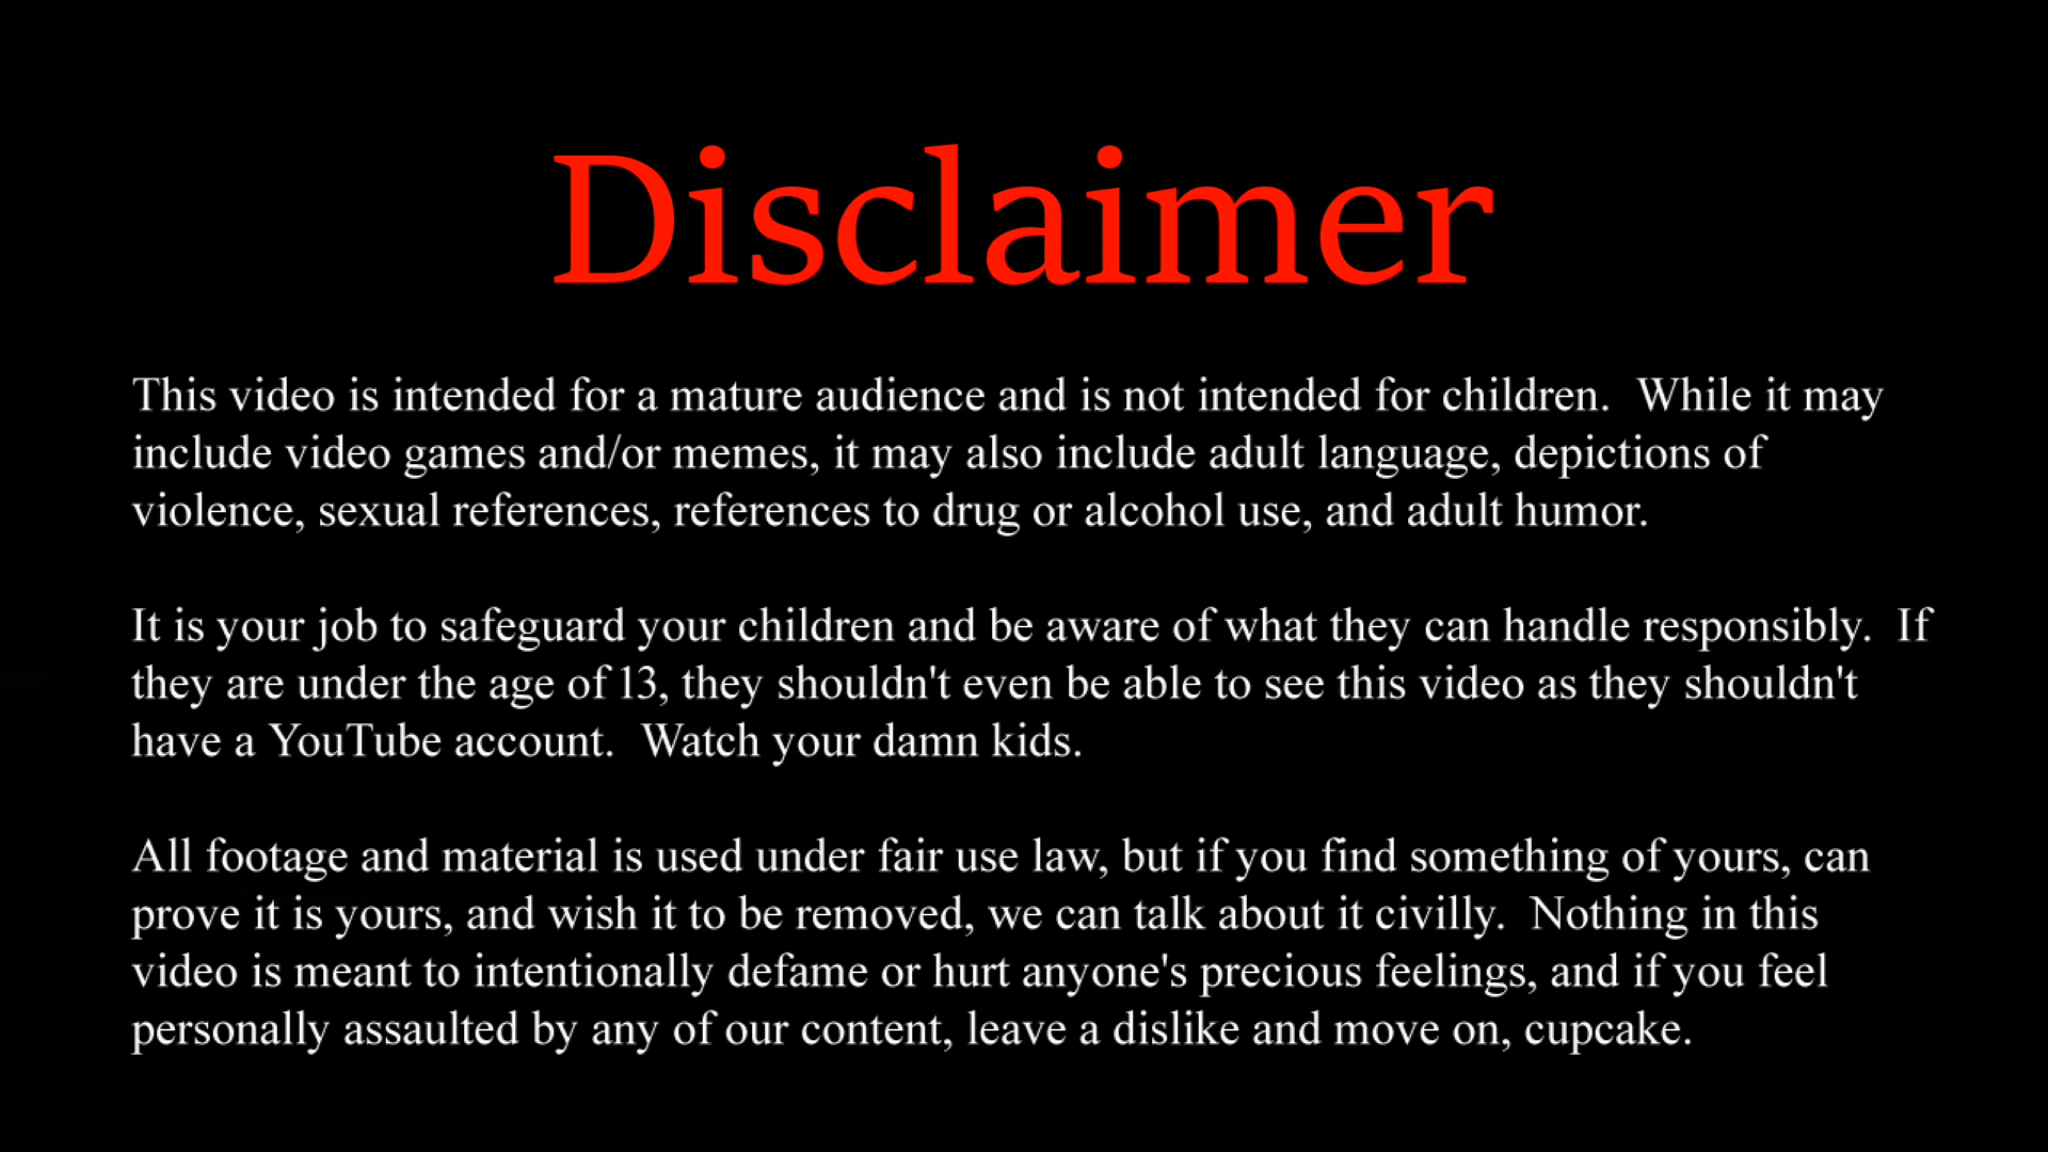 Disclaimer
This video is intended for a mature audience and is not intended for children.  While it may
include video games and/or memes, it may also include adult language, depictions of
violence, sexual references, references to drug or alcohol use, and adult humor.
It is your job to safeguard your children and be aware of what they can handle responsibly.  If
they are under the age of 13, they shouldn't even be able to see this video as they shouldn't
have a YouTube account.  Watch your damn kids.
All footage and material is used under fair use law, but if you find something of yours, can
prove it is yours, and wish it to be removed, we can talk about it civilly.  Nothing in this
video is meant to intentionally defame or hurt anyone's precious feelings, and if you feel
personally assaulted by any of our content, leave a dislike and move on, cupcake.